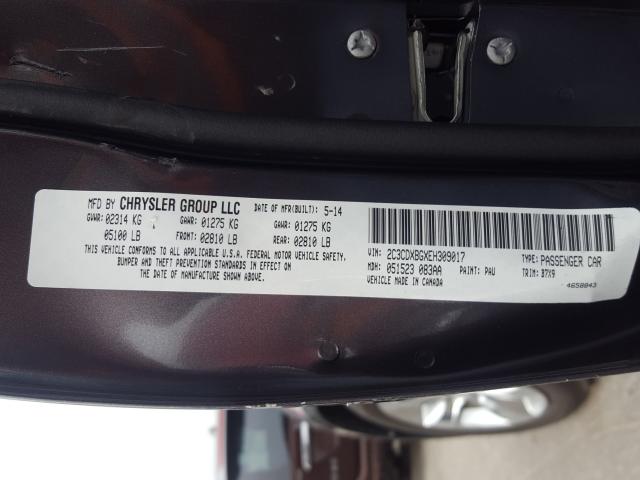 MFD BY CHRYSLER GROUP LLC DATE OF MFR(BUILT): 5-14
GVWR: 02314 KG GAWR: 01275 KG GAWR: 01275 KG
05100 LB FRONT: 02810 LB REAR: 02810 LB
THIS VEHICLE CONFORMS TO ALL APPLICABLE U.S.A. FEDERAL MOTOR VEHICLE SAFETY,
BUMPER AND THEFT PREVENTION STANDARDS IN EFFECT ON
THE DATE OF MANUFACTURE SHOWN ABOVE.
VIN: 2C3CDXBGXEH309017 TYPE: PASSENGER CAR
MDH: 051523 083AA PAINT: PAU TRIM: B7X9
VEHICLE MADE IN CANADA 4658043